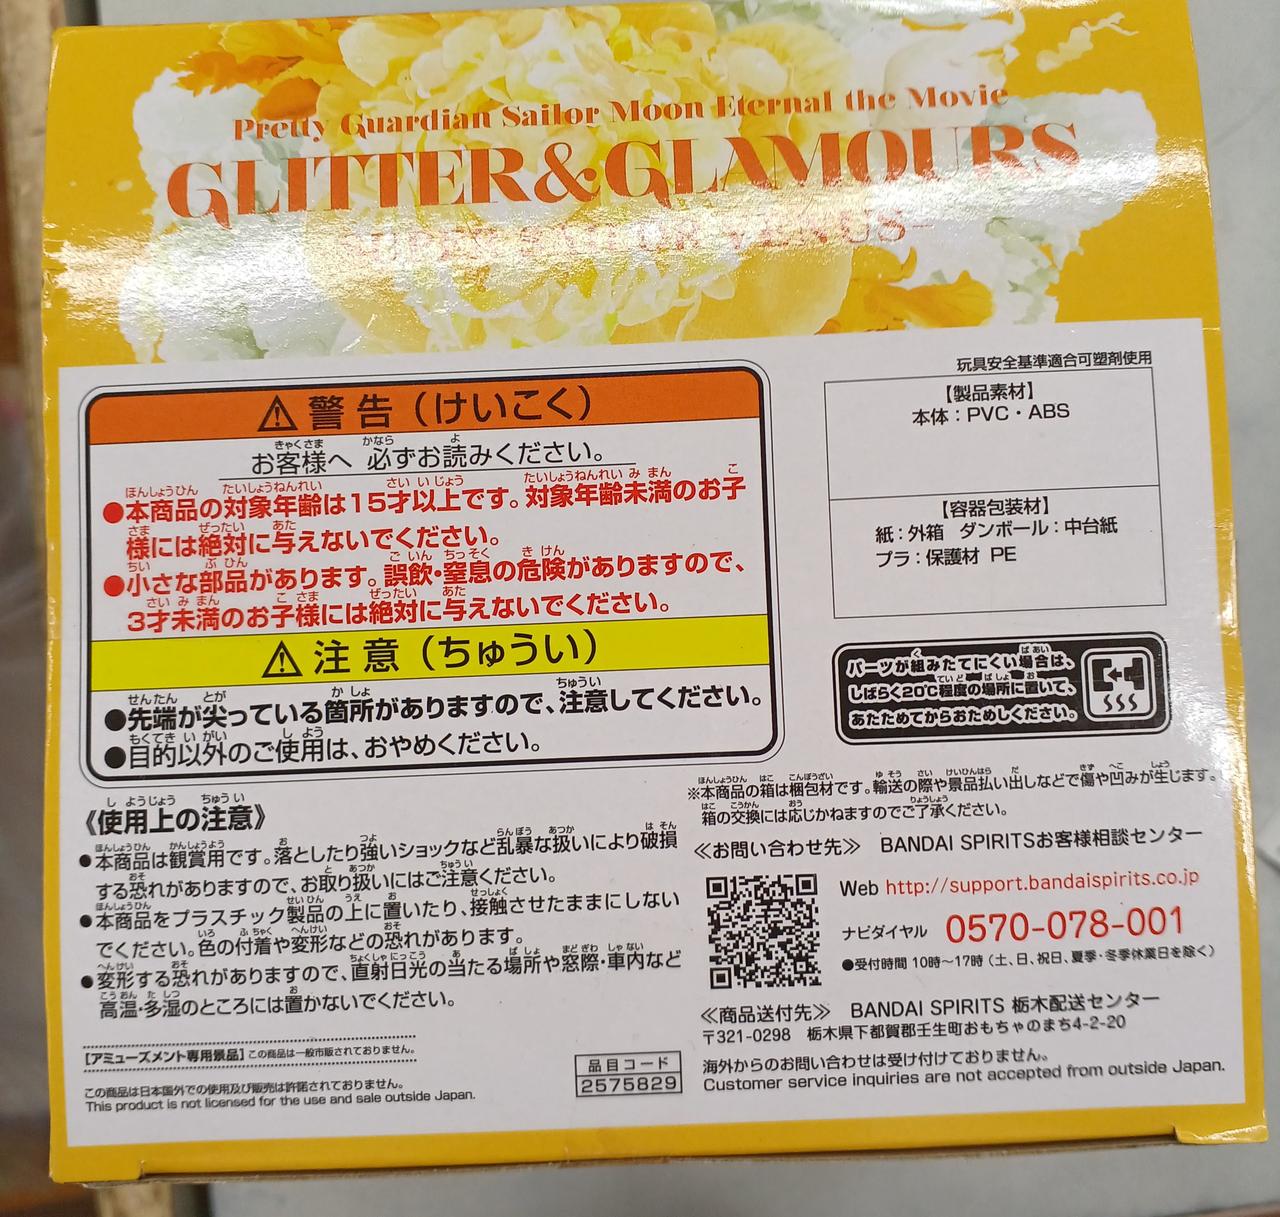 Pretty Guardian Sailor Moon Eternal the Movie
GLITTER&GLAMOURS
SUPER SAILOR VENUS-
⚠警告（けいこく）
お客様へ 必ずお読みください。
●本商品の対象年齢は15才以上です。対象年齢未満のお子
様には絶対に与えないでください。
●小さな部品があります。誤飲・窒息の危険がありますので、
3才未満のお子様には絶対に与えないでください。
⚠注意（ちゅうい）
●先端が尖っている箇所がありますので、注意してください。
●目的以外のご使用は、おやめください。
玩具安全基準適合可塑剤使用
【製品素材】
本体：PVC・ABS
【容器包装材】
紙：外箱 ダンボール：中台紙
プラ：保護材 PE
パーツが組みたてにくい場合は、
しばらく20℃程度の場所に置いて、
あたためてからおためしください。
《使用上の注意》
●本商品は観賞用です。落としたり強いショックなど乱暴な扱いにより破損
する恐れがありますので、お取り扱いにはご注意ください。
●本商品をプラスチック製品の上に置いたり、接触させたままにしない
でください。色の付着や変形などの恐れがあります。
●変形する恐れがありますので、直射日光の当たる場所や窓際・車内など
高温・多湿のところには置かないでください。
【アミューズメント専用景品】この商品は一般市販されておりません。
この商品は日本国外での使用及び販売は許諾されておりません。
This product is not licensed for the use and sale outside Japan.
品目コード
2575829
※本商品の箱は梱包材です。輸送の際や景品払い出しなどで傷や凹みが生じます。
箱の交換には応じかねますのでご了承ください。
≪お問い合わせ先≫ BANDAI SPIRITSお客様相談センター
Web http://support.bandaispirits.co.jp
ナビダイヤル 0570-078-001
●受付時間 10時～17時（土、日、祝日、夏季・冬季休業日を除く）
≪商品送付先≫ BANDAI SPIRITS 栃木配送センター
〒321-0298 栃木県下都賀郡壬生町おもちゃのまち4-2-20
海外からのお問い合わせは受け付けておりません。
Customer service inquiries are not accepted from outside Japan.